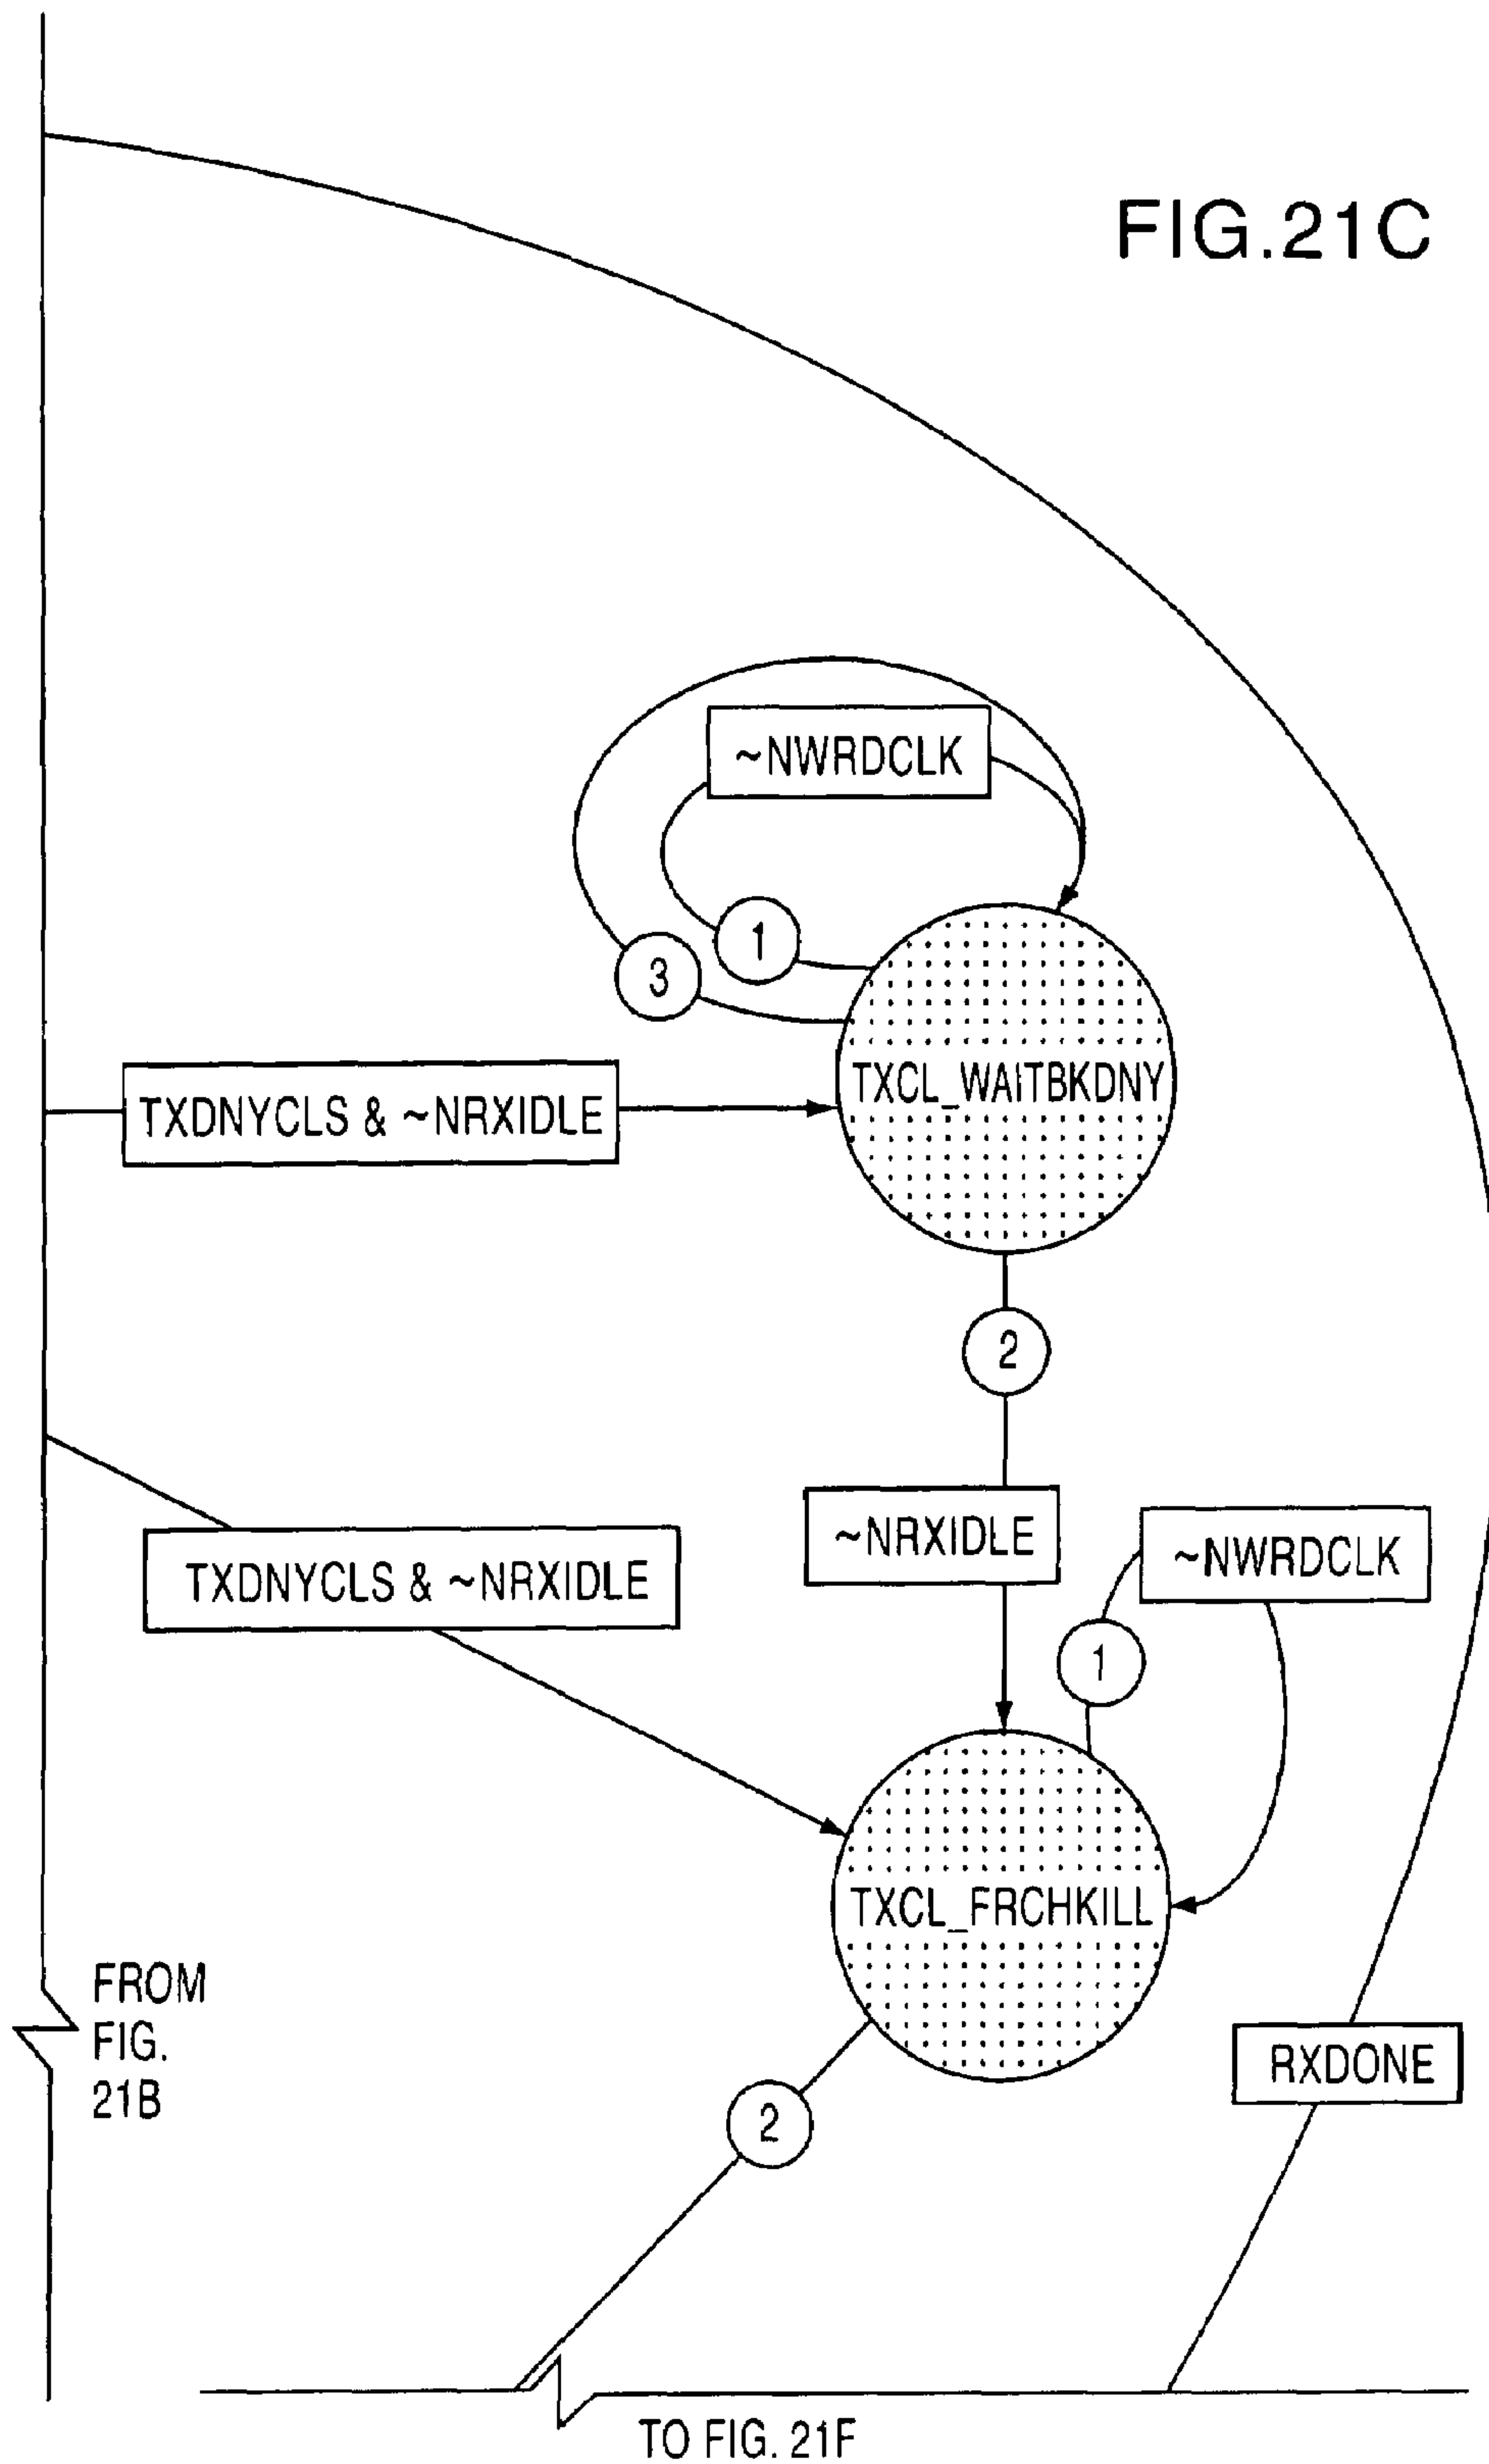 FIG.21C
~NWRDCLK
1
3
TXCL_WAITBKDNY
TXDNYCLS & ~NRXIDLE
2
~NRXIDLE
~NWRDCLK
TXDNYCLS & ~NRXIDLE
1
TXCL_FRCHKILL
FROM
FIG.
21B
RXDONE
2
TO FIG. 21F